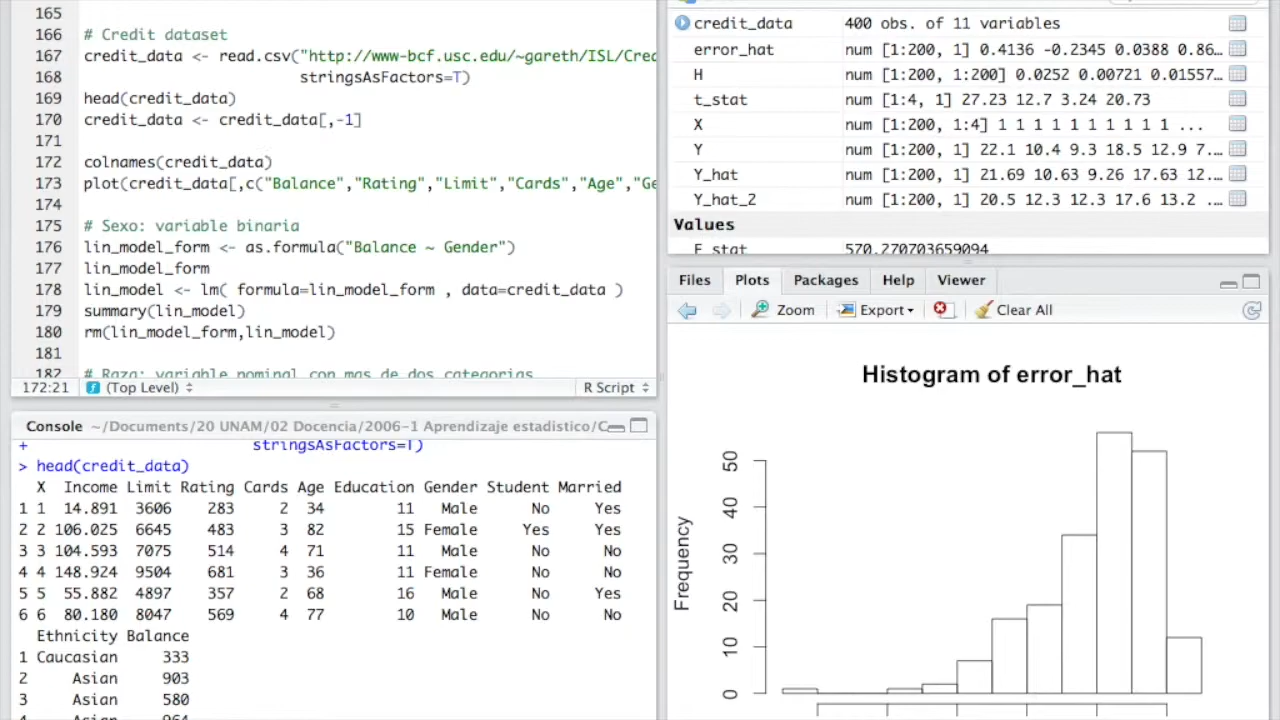 165
166 # Credit dataset
167 credit_data <- read.csv("http://www-bcf.usc.edu/~gareth/ISL/Cre
168 stringsAsFactors=T)
169 head(credit_data)
170 credit_data <- credit_data[,-1]
171
172 colnames(credit_data)
173 plot(credit_data[,c("Balance","Rating","Limit","Cards","Age","Ge
174
175 # Sexo: variable binaria
176 lin_model_form <- as.formula("Balance ~ Gender")
177 lin_model_form
178 lin_model <- lm( formula=lin_model_form , data=credit_data )
179 summary(lin_model)
180 rm(lin_model_form,lin_model)
181
182 # Raza: variable nominal con mas de dos categorias
172:21 (Top Level) R Script
Console ~/Documents/20 UNAM/02 Docencia/2006-1 Aprendizaje estadistico/C
+ stringsAsFactors=T)
> head(credit_data)
X Income Limit Rating Cards Age Education Gender Student Married
1 1 14.891 3606 283 2 34 11 Male No Yes
2 2 106.025 6645 483 3 82 15 Female Yes Yes
3 3 104.593 7075 514 4 71 11 Male No No
4 4 148.924 9504 681 3 36 11 Female No No
5 5 55.882 4897 357 2 68 16 Male No Yes
6 6 80.180 8047 569 4 77 10 Male No No
Ethnicity Balance
1 Caucasian 333
2 Asian 903
3 Asian 580
4 Asian 964
credit_data 400 obs. of 11 variables
error_hat num [1:200, 1] 0.4136 -0.2345 0.0388 0.86…
H num [1:200, 1:200] 0.0252 0.00721 0.01557…
t_stat num [1:4, 1] 27.23 12.7 3.24 20.73
X num [1:200, 1:4] 1 1 1 1 1 1 1 1 1 1 ...
Y num [1:200, 1] 22.1 10.4 9.3 18.5 12.9 7.…
Y_hat num [1:200, 1] 21.69 10.63 9.26 17.63 12.…
Y_hat_2 num [1:200, 1] 20.5 12.3 12.3 17.6 13.2 .…
Values
F_stat 570.270703659094
Files Plots Packages Help Viewer
Zoom Export Clear All
Histogram of error_hat
Frequency
50
40
30
20
10
0